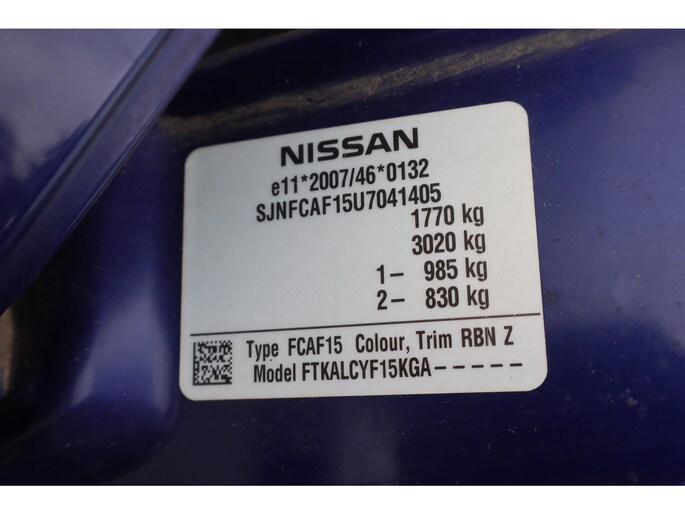 NISSAN
e11*2007/46*0132
SJNFCAF15U7041405
1770 kg
3020 kg
1– 985 kg
2– 830 kg
Type FCAF15 Colour, Trim RBN Z
Model FTKALCYF15KGA–––––